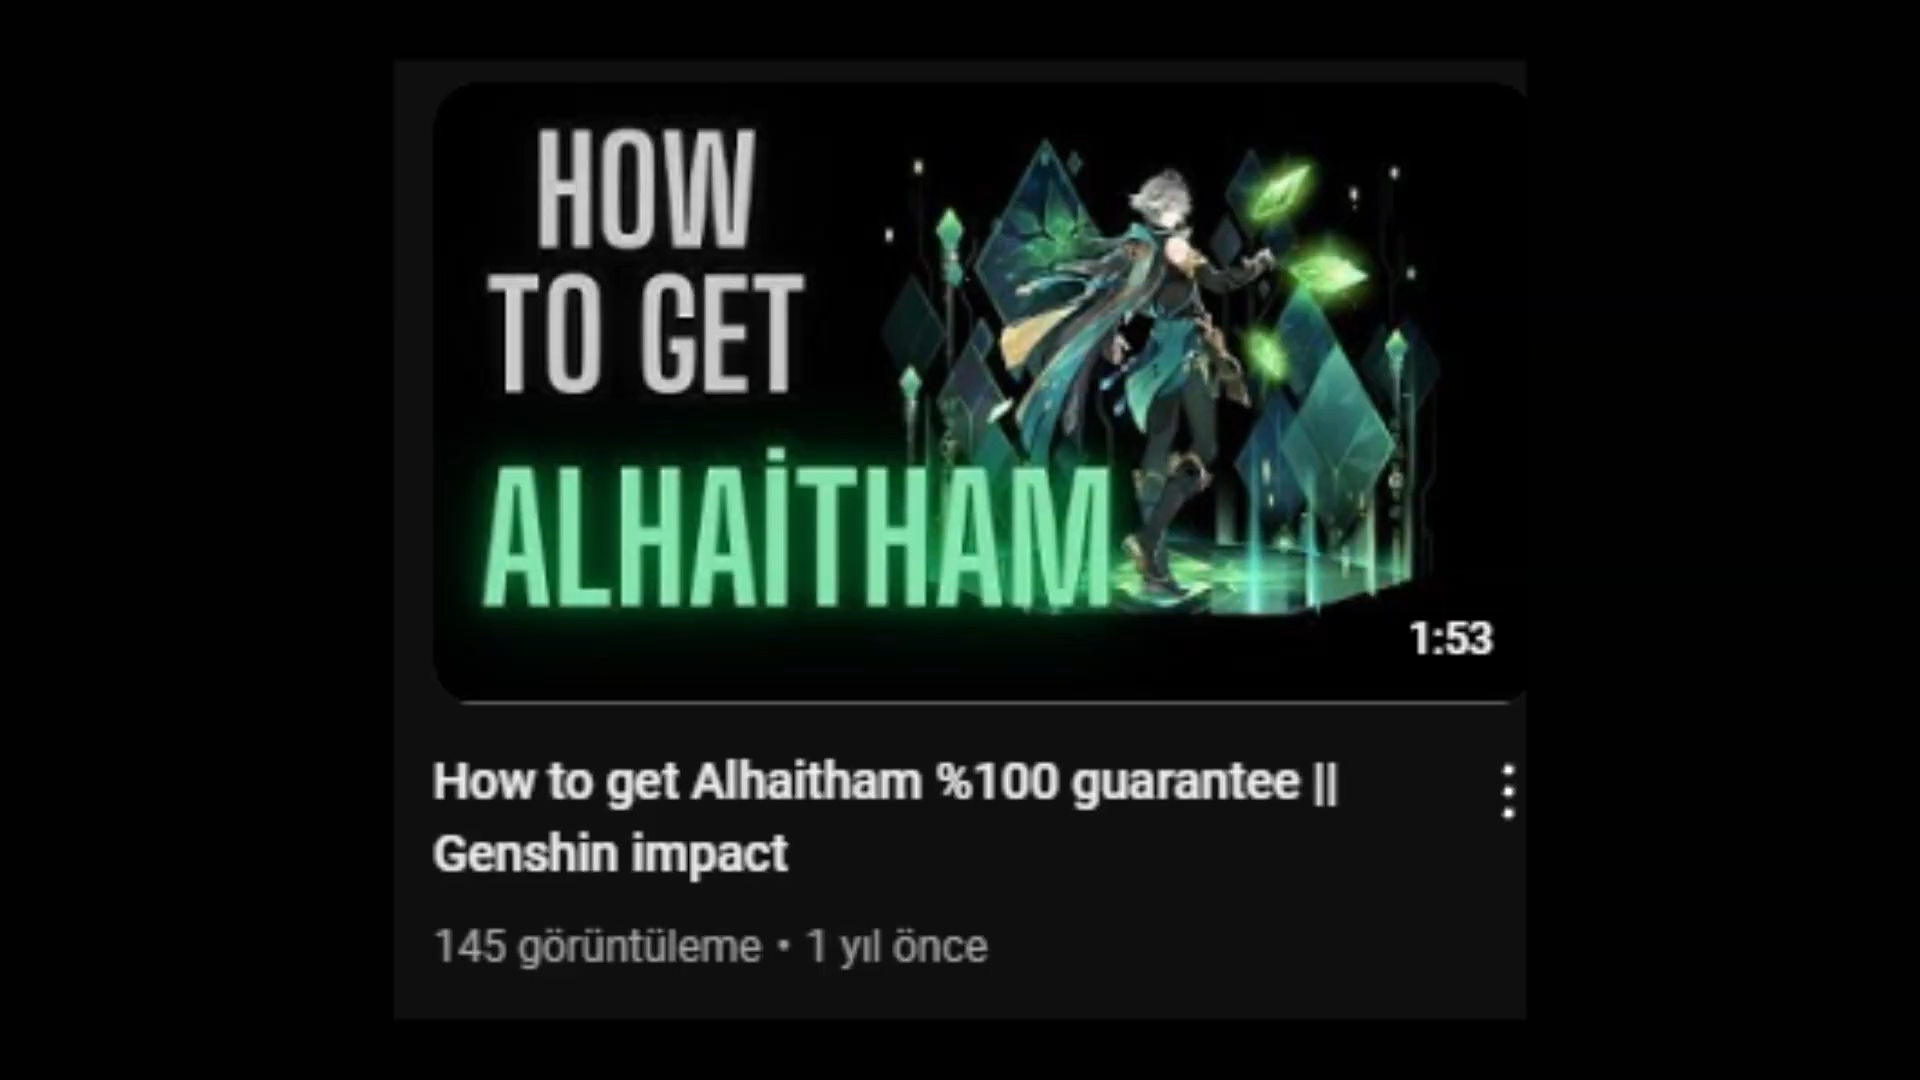 HOW
TO GET
ALHAİTHAM
1:53
How to get Alhaitham %100 guarantee ||
Genshin impact
145 görüntüleme • 1 yıl önce